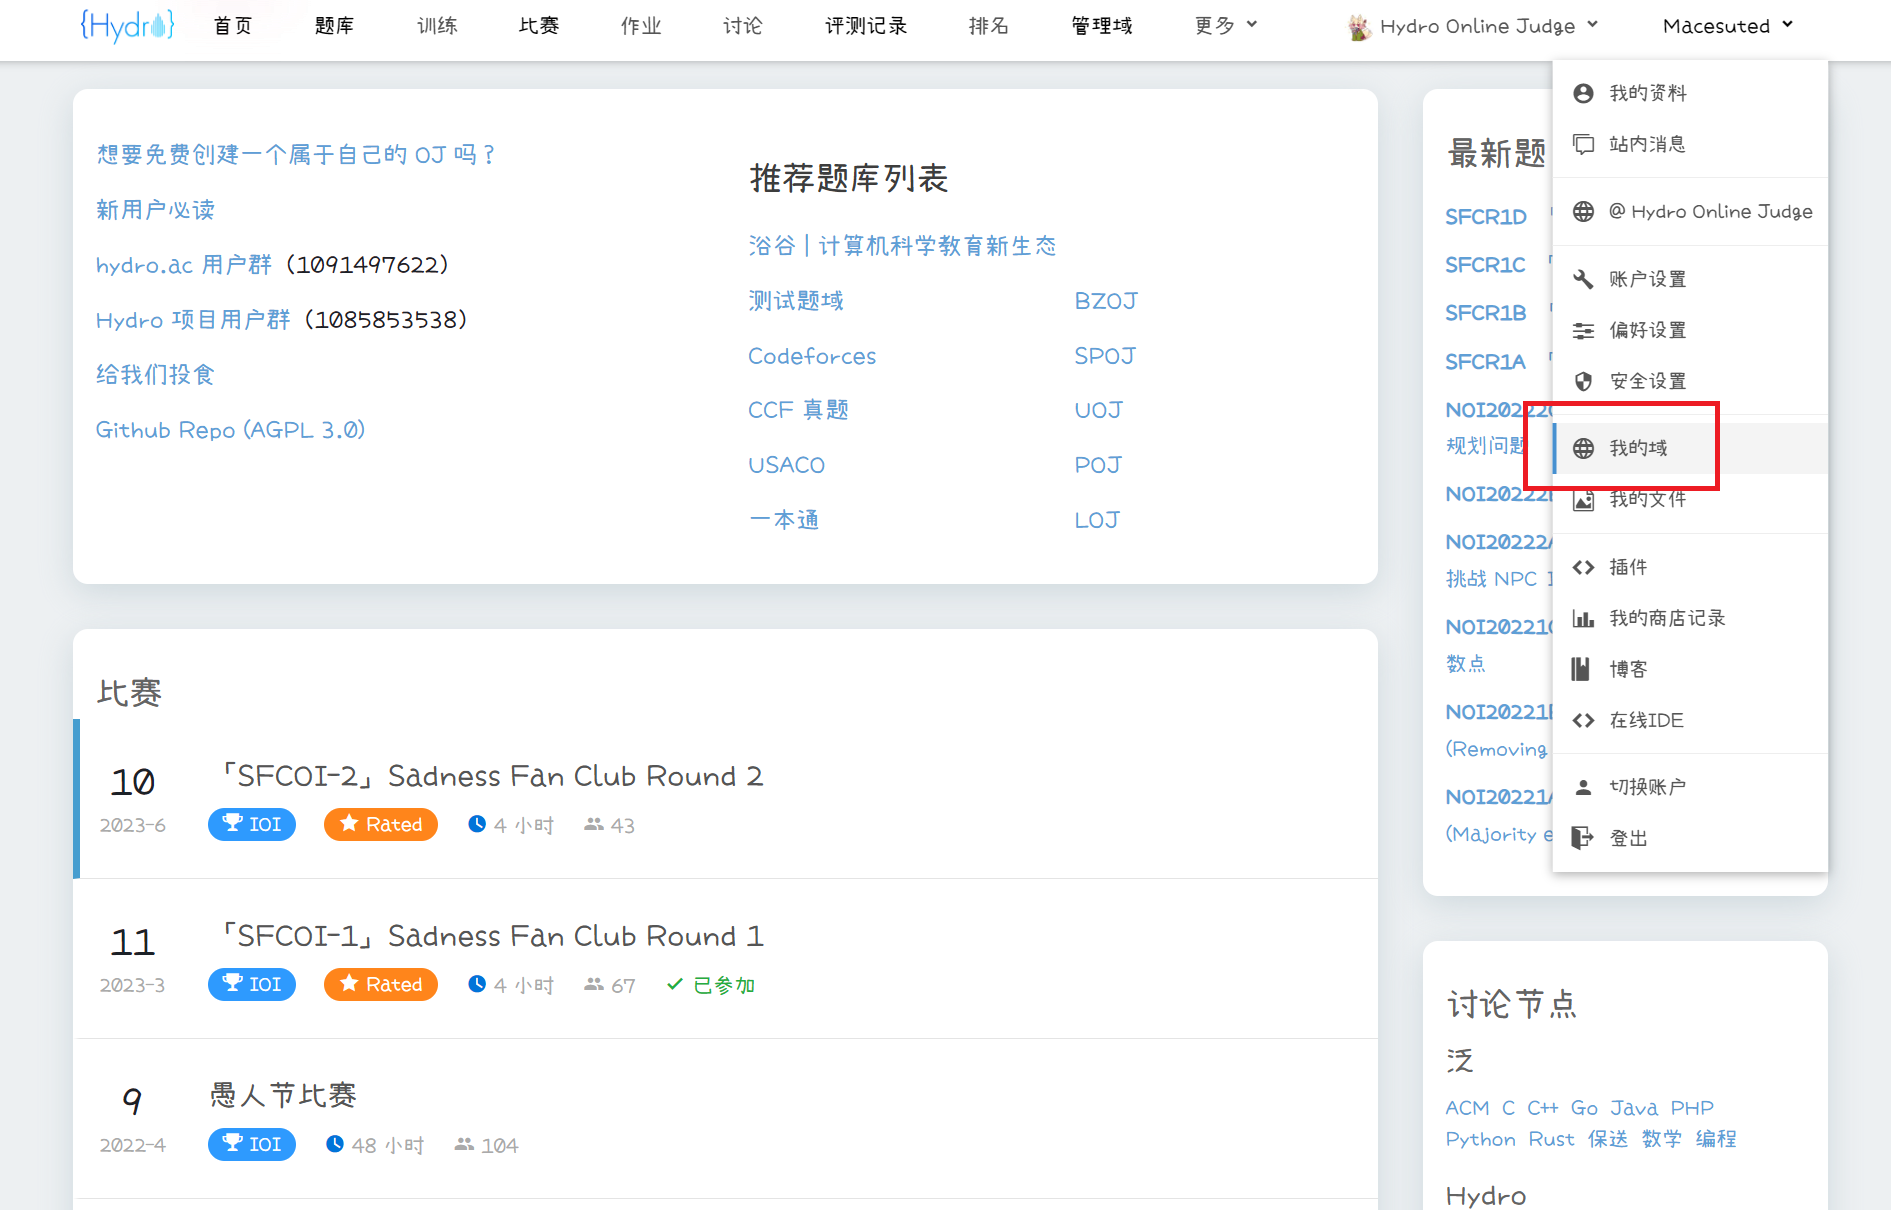 {Hydro} 首页 题库 训练 比赛 作业 讨论 评测记录 排名 管理域 更多 Hydro Online Judge Macesuted
想要免费创建一个属于自己的 OJ 吗？
新用户必读
hydro.ac 用户群（1091497622）
Hydro 项目用户群（1085853538）
给我们投食
Github Repo (AGPL 3.0)
推荐题库列表
浴谷 | 计算机科学教育新生态
测试题域 BZOJ
Codeforces SPOJ
CCF 真题 UOJ
USACO POJ
一本通 LOJ
比赛
10
2023-6
「SFCOI-2」Sadness Fan Club Round 2
IOI Rated 4 小时 43
11
2023-3
「SFCOI-1」Sadness Fan Club Round 1
IOI Rated 4 小时 67 已参加
9
2022-4
愚人节比赛
IOI 48 小时 104
最新题
SFCR1D
SFCR1C
SFCR1B
SFCR1A
规划问题
挑战 NPC
数点
(Removing
(Majority
我的资料
站内消息
@ Hydro Online Judge
账户设置
偏好设置
安全设置
我的域
我的文件
插件
我的商店记录
博客
在线IDE
切换账户
登出
讨论节点
泛
ACM C C++ Go Java PHP
Python Rust 保送 数学 编程
Hydro